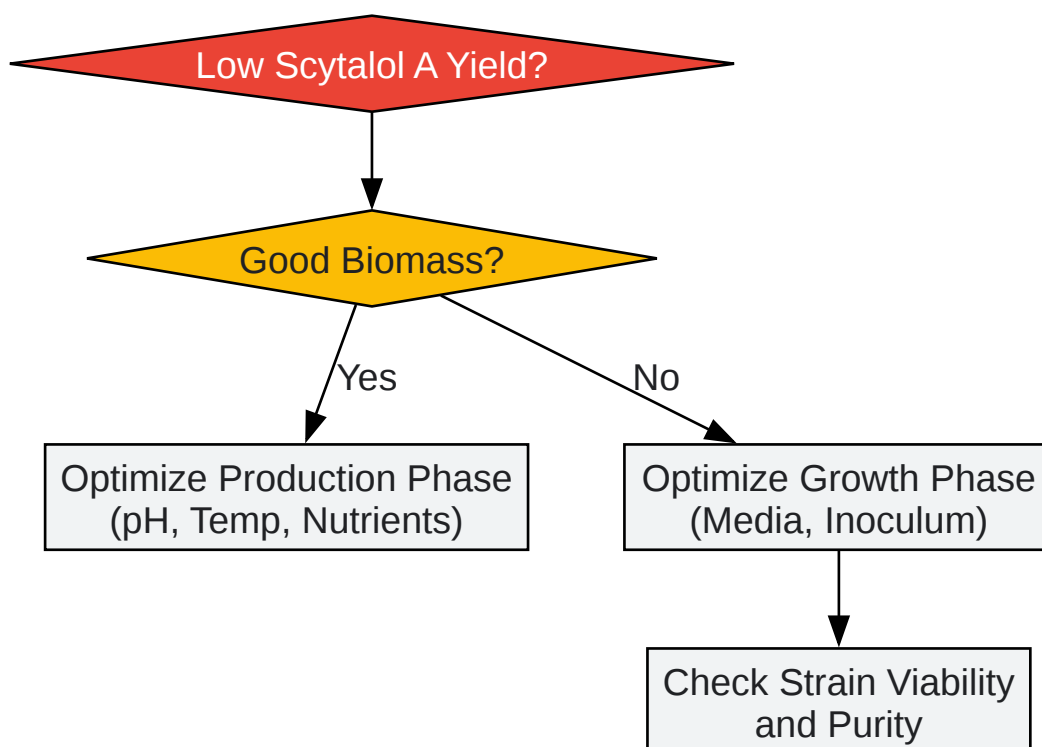 Low Scytalol A Yield?
Good Biomass?
Yes
No
Optimize Production Phase
(pH, Temp, Nutrients)
Optimize Growth Phase
(Media, Inoculum)
Check Strain Viability
and Purity